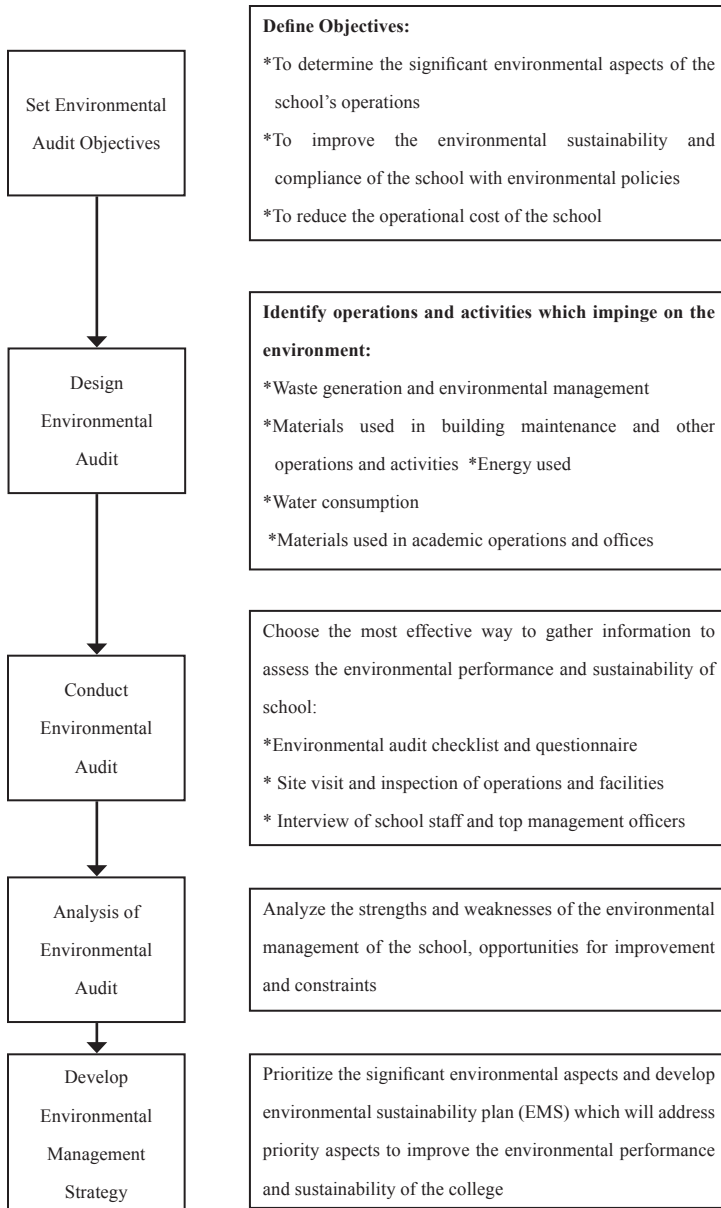 Set Environmental
Audit Objectives
Define Objectives:
*To determine the significant environmental aspects of the
school's operations
*To improve the environmental sustainability and
compliance of the school with environmental policies
*To reduce the operational cost of the school
Design
Environmental
Audit
Identify operations and activities which impinge on the
environment:
*Waste generation and environmental management
*Materials used in building maintenance and other
operations and activities *Energy used
*Water consumption
*Materials used in academic operations and offices
Conduct
Environmental
Audit
Choose the most effective way to gather information to
assess the environmental performance and sustainability of
school:
*Environmental audit checklist and questionnaire
* Site visit and inspection of operations and facilities
* Interview of school staff and top management officers
Analysis of
Environmental
Audit
Analyze the strengths and weaknesses of the environmental
management of the school, opportunities for improvement
and constraints
Develop
Environmental
Management
Strategy
Prioritize the significant environmental aspects and develop
environmental sustainability plan (EMS) which will address
priority aspects to improve the environmental performance
and sustainability of the college